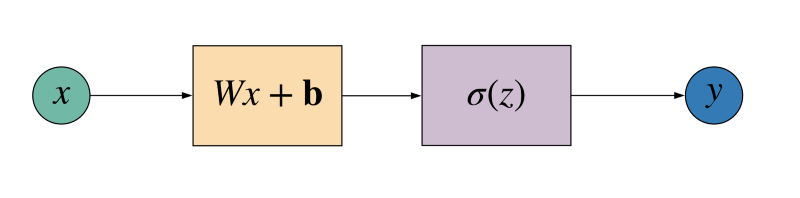 x
Wx + b
σ(z)
y